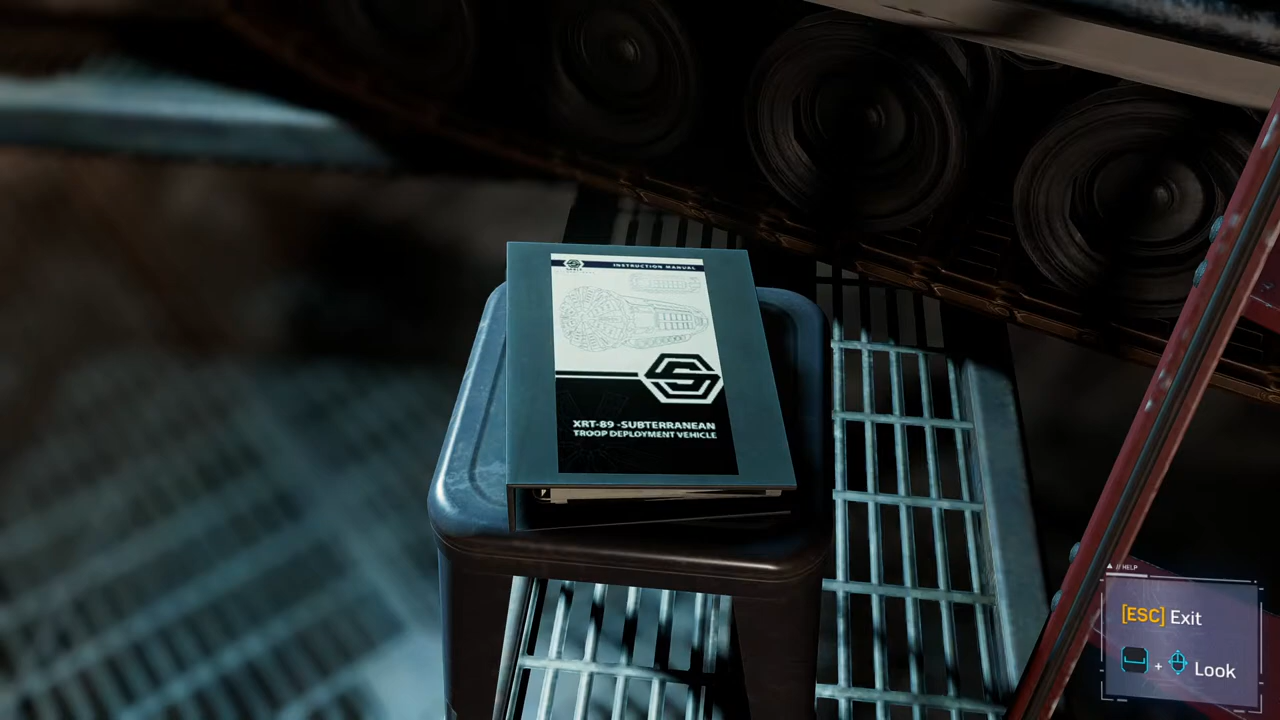 INSTRUCTION MANUAL
XRT-89 -SUBTERRANEAN
TROOP DEPLOYMENT VEHICLE
// HELP
[ESC] Exit
+ Look